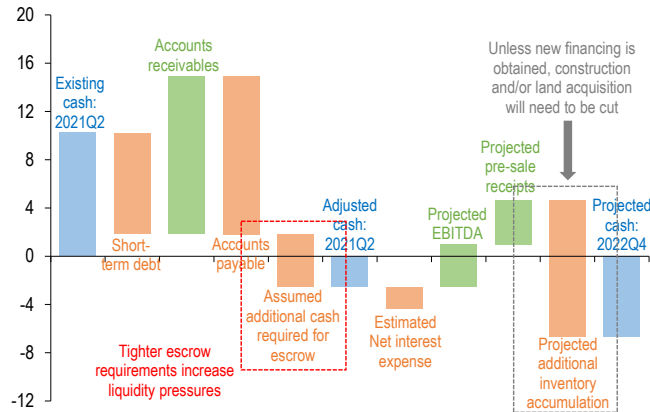 20
16
12
8
4
0
-4
-8
-12
Existing
cash:
2021Q2
Short-
term debt
Accounts
receivables
Accounts
payable
Assumed
additional cash
required for
escrow
Tighter escrow
requirements increase
liquidity pressures
Adjusted
cash:
2021Q2
Estimated
Net interest
expense
Projected
EBITDA
Projected
pre-sale
receipts
Unless new financing is
obtained, construction
and/or land acquisition
will need to be cut
Projected
additional
inventory
accumulation
Projected
cash:
2022Q4